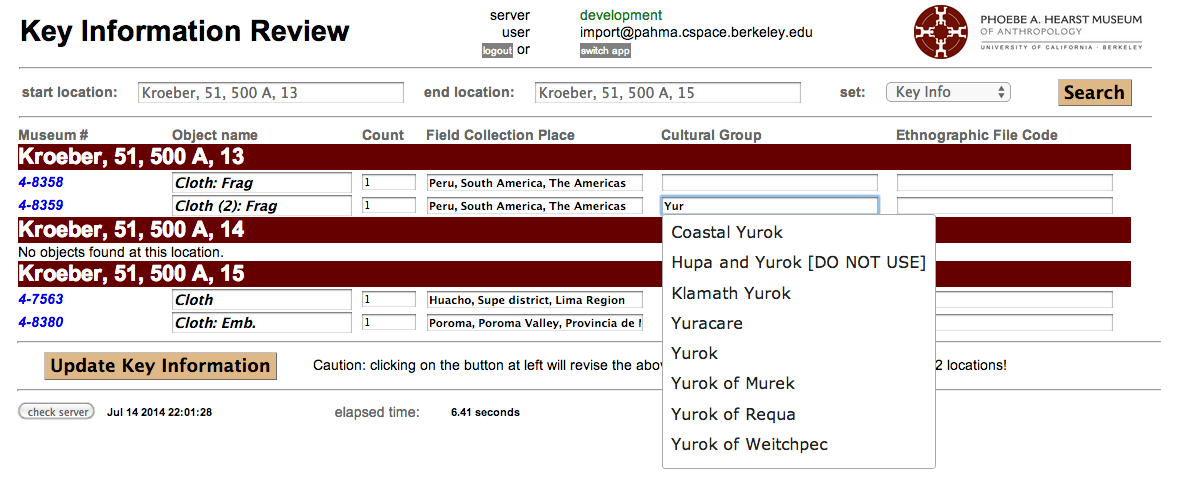 Key Information Review
server development
user import@pahma.cspace.berkeley.edu
logout or switch app
PHOEBE A. HEARST MUSEUM
OF ANTHROPOLOGY
UNIVERSITY OF CALIFORNIA · BERKELEY
start location: Kroeber, 51, 500 A, 13 end location: Kroeber, 51, 500 A, 15 set: Key Info Search
Museum # Object name Count Field Collection Place Cultural Group Ethnographic File Code
Kroeber, 51, 500 A, 13
4-8358 Cloth: Frag 1 Peru, South America, The Americas
4-8359 Cloth (2): Frag 1 Peru, South America, The Americas Yur
Kroeber, 51, 500 A, 14
No objects found at this location.
Kroeber, 51, 500 A, 15
4-7563 Cloth 1 Huacho, Supe district, Lima Region
4-8380 Cloth: Emb. 1 Poroma, Poroma Valley, Provincia de
Coastal Yurok
Hupa and Yurok [DO NOT USE]
Klamath Yurok
Yuracare
Yurok
Yurok of Murek
Yurok of Requa
Yurok of Weitchpec
Update Key Information Caution: clicking on the button at left will revise the 2 locations!
check server Jul 14 2014 22:01:28 elapsed time: 6.41 seconds